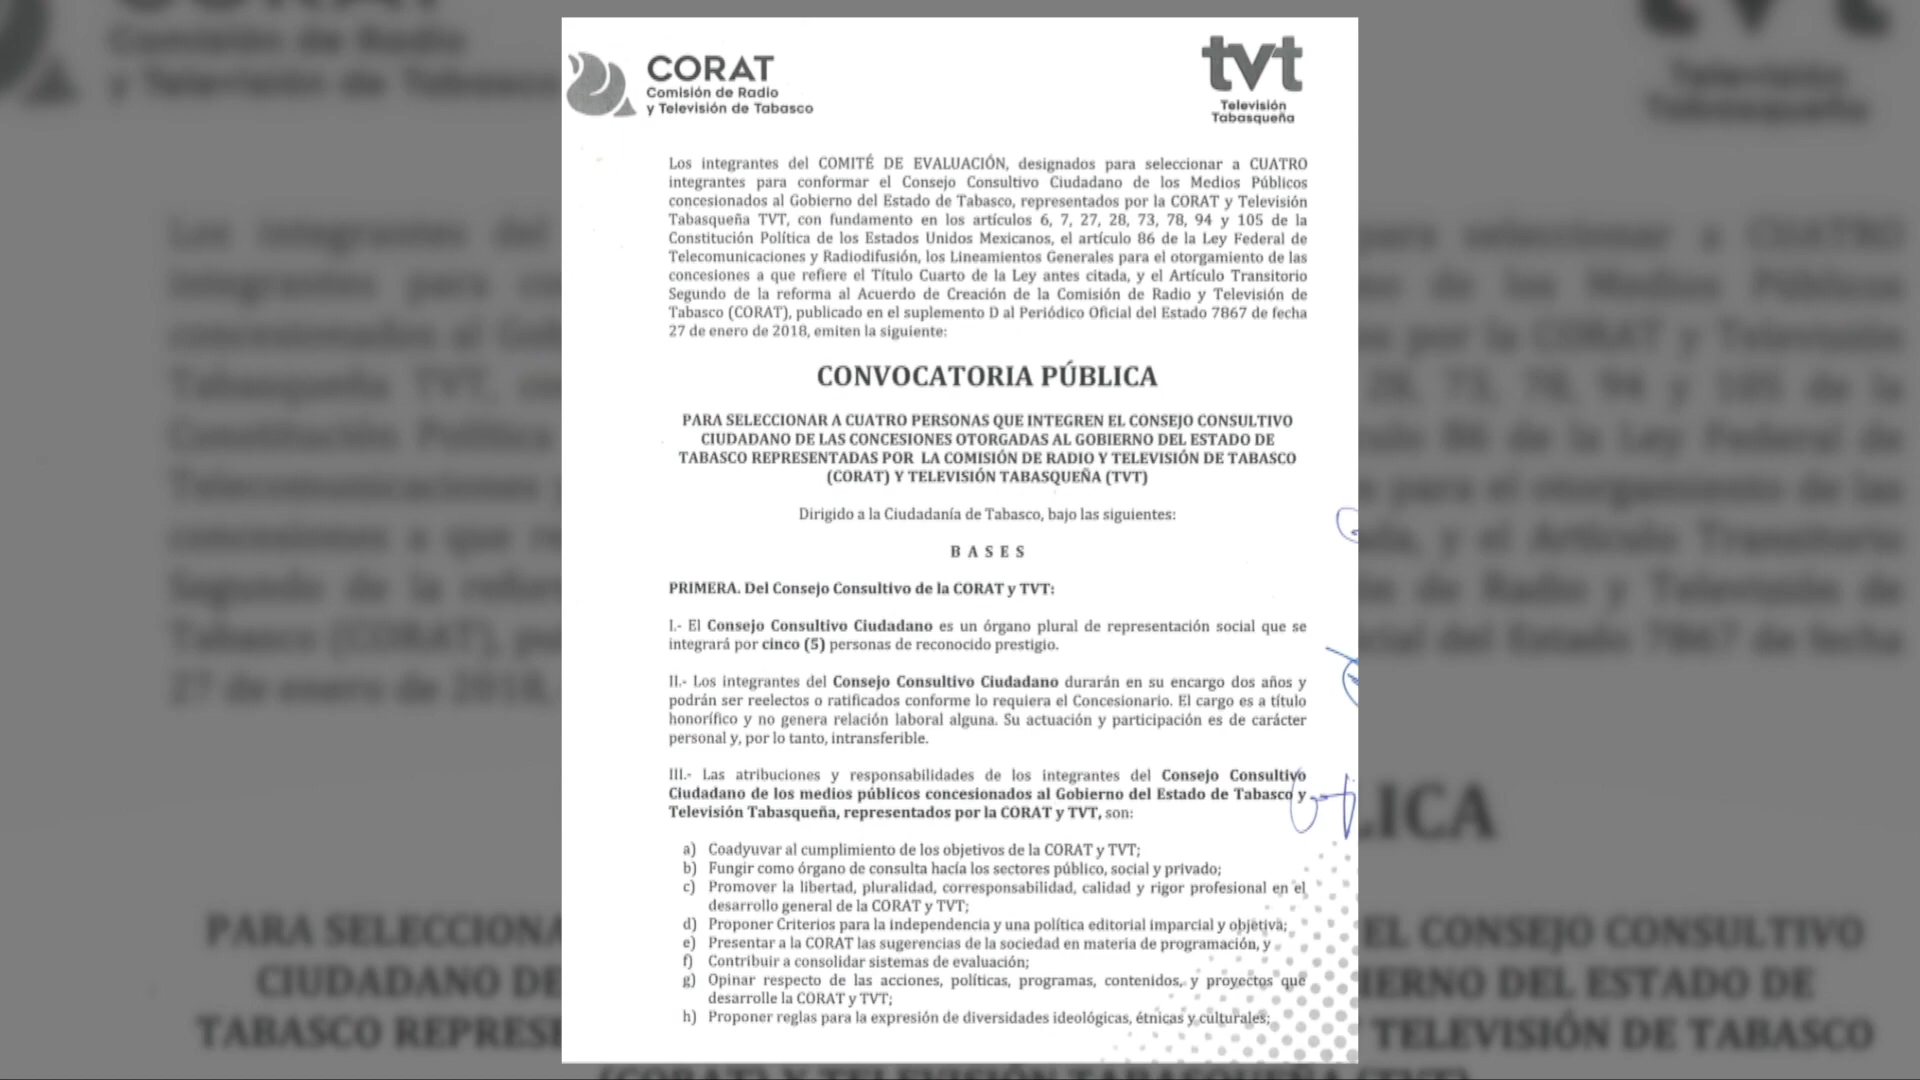 CORAT
Comisión de Radio
y Televisión de Tabasco
tvt
Televisión
Tabasqueña
Los integrantes del COMITÉ DE EVALUACIÓN, designados para seleccionar a CUATRO
integrantes para conformar el Consejo Consultivo Ciudadano de los Medios Públicos
concesionados al Gobierno del Estado de Tabasco, representados por la CORAT y Televisión
Tabasqueña TVT, con fundamento en los artículos 6, 7, 27, 28, 73, 78, 94 y 105 de la
Constitución Política de los Estados Unidos Mexicanos, el artículo 86 de la Ley Federal de
Telecomunicaciones y Radiodifusión, los Lineamientos Generales para el otorgamiento de las
concesiones a que refiere el Título Cuarto de la Ley antes citada, y el Artículo Transitorio
Segundo de la reforma al Acuerdo de Creación de la Comisión de Radio y Televisión de
Tabasco (CORAT), publicado en el suplemento D al Periódico Oficial del Estado 7867 de fecha
27 de enero de 2018, emiten la siguiente:
CONVOCATORIA PÚBLICA
PARA SELECCIONAR A CUATRO PERSONAS QUE INTEGREN EL CONSEJO CONSULTIVO
CIUDADANO DE LAS CONCESIONES OTORGADAS AL GOBIERNO DEL ESTADO DE
TABASCO REPRESENTADAS POR LA COMISIÓN DE RADIO Y TELEVISIÓN DE TABASCO
(CORAT) Y TELEVISIÓN TABASQUEÑA (TVT)
Dirigido a la Ciudadanía de Tabasco, bajo las siguientes:
B A S E S
PRIMERA. Del Consejo Consultivo de la CORAT y TVT:
I.- El Consejo Consultivo Ciudadano es un órgano plural de representación social que se
integrará por cinco (5) personas de reconocido prestigio.
II.- Los integrantes del Consejo Consultivo Ciudadano durarán en su encargo dos años y
podrán ser reelectos o ratificados conforme lo requiera el Concesionario. El cargo es a título
honorífico y no genera relación laboral alguna. Su actuación y participación es de carácter
personal y, por lo tanto, intransferible.
III.- Las atribuciones y responsabilidades de los integrantes del Consejo Consultivo
Ciudadano de los medios públicos concesionados al Gobierno del Estado de Tabasco y
Televisión Tabasqueña, representados por la CORAT y TVT, son:
a) Coadyuvar al cumplimiento de los objetivos de la CORAT y TVT;
b) Fungir como órgano de consulta hacía los sectores público, social y privado;
c) Promover la libertad, pluralidad, corresponsabilidad, calidad y rigor profesional en el
desarrollo general de la CORAT y TVT;
d) Proponer Criterios para la independencia y una política editorial imparcial y objetiva;
e) Presentar a la CORAT las sugerencias de la sociedad en materia de programación, y
f) Contribuir a consolidar sistemas de evaluación;
g) Opinar respecto de las acciones, políticas, programas, contenidos, y proyectos que
desarrolle la CORAT y TVT;
h) Proponer reglas para la expresión de diversidades ideológicas, étnicas y culturales;